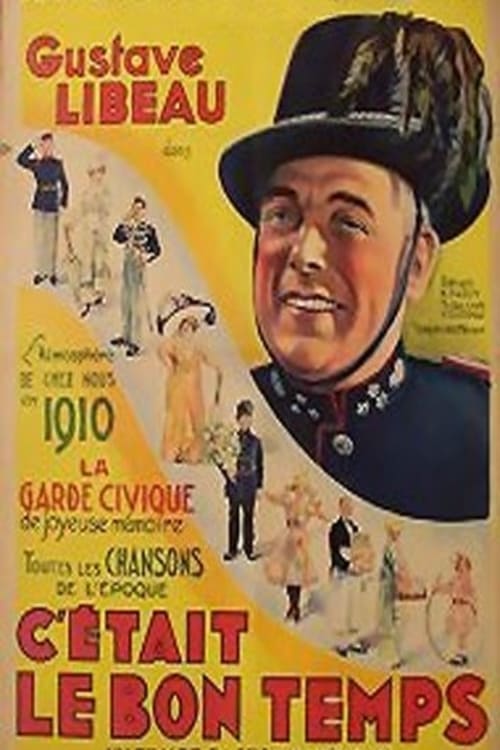 Gustave
LIBEAU
dans
L'Atmosphère
DE CHEZ NOUS
en
1910
LA
GARDE CIVIQUE
de joyeuse mémoire
TOUTES LES CHANSONS
DE L'ÉPOQUE
C'ÉTAIT
LE BON TEMPS